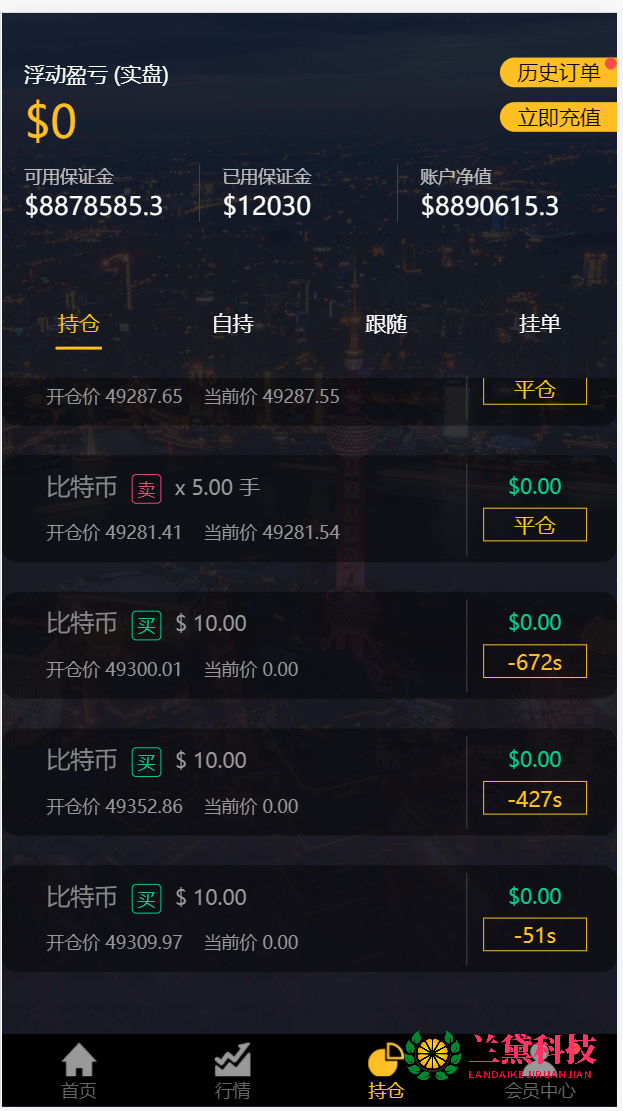 浮动盈亏 (实盘)
历史订单
$0
立即充值
可用保证金 已用保证金 账户净值
$8878585.3 $12030 $8890615.3
持仓 自持 跟随 挂单
开仓价 49287.65 当前价 49287.55 平仓
比特币 卖 x 5.00 手 $0.00
开仓价 49281.41 当前价 49281.54 平仓
比特币 买 $ 10.00 $0.00
开仓价 49300.01 当前价 0.00 -672s
比特币 买 $ 10.00 $0.00
开仓价 49352.86 当前价 0.00 -427s
比特币 买 $ 10.00 $0.00
开仓价 49309.97 当前价 0.00 -51s
兰黛科技
LANDAIKEJIRUANJIAN
首页 行情 持仓 会员中心